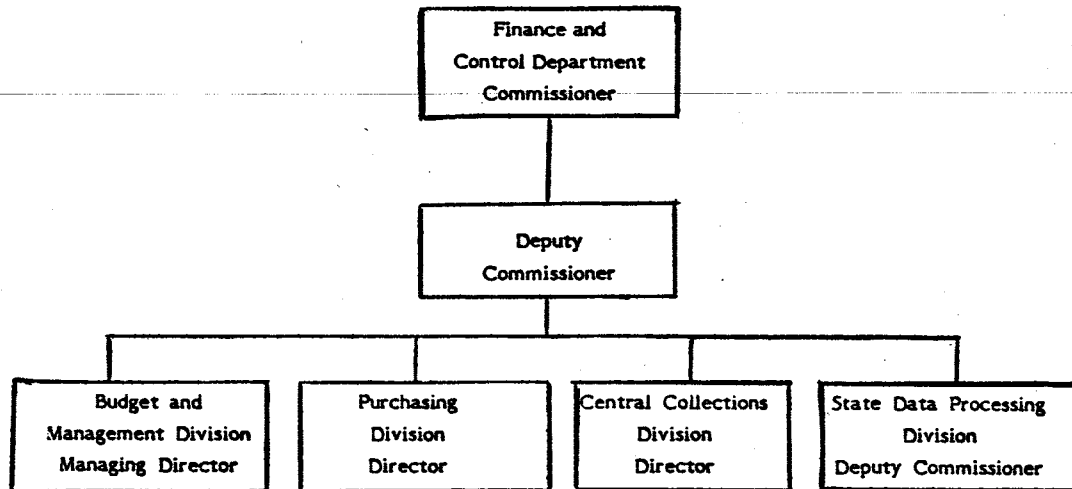 Finance and
Control Department
Commissioner
Deputy
Commissioner
Budget and
Management Division
Managing Director
Purchasing
Division
Director
Central Collections
Division
Director
State Data Processing
Division
Deputy Commissioner